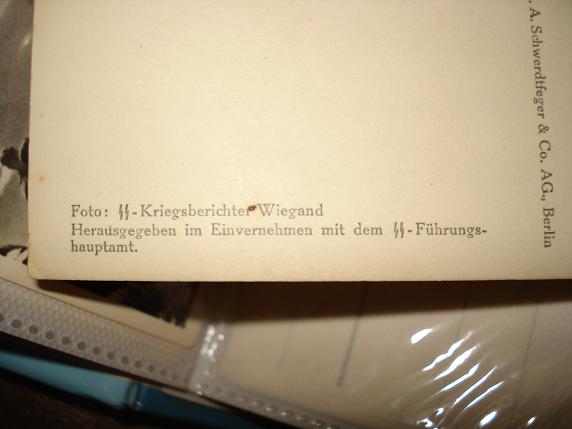 Foto: ᛋᛋ-Kriegsberichter Wiegand
Herausgegeben im Einvernehmen mit dem ᛋᛋ-Führungs-
hauptamt.
. A. Schwerdtfeger & Co. AG., Berlin